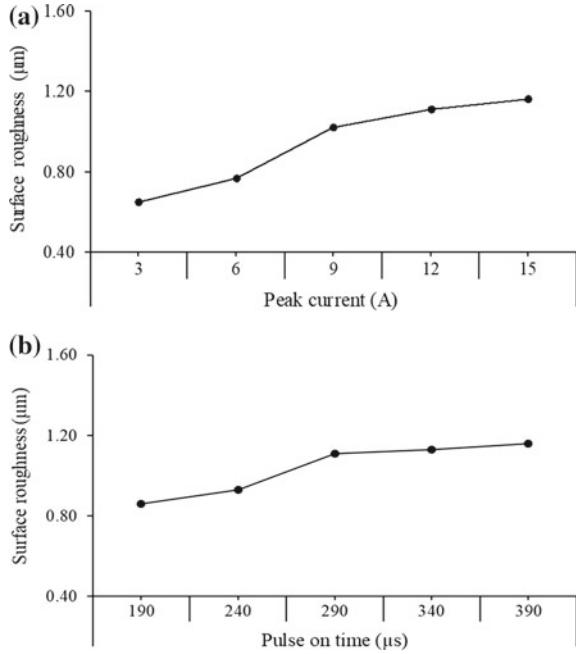 (a)
1.60
1.20
0.80
0.40
Surface roughness (μm)
3 6 9 12 15
Peak current (A)
(b)
1.60
1.20
0.80
0.40
Surface roughness (μm)
190 240 290 340 390
Pulse on time (μs)